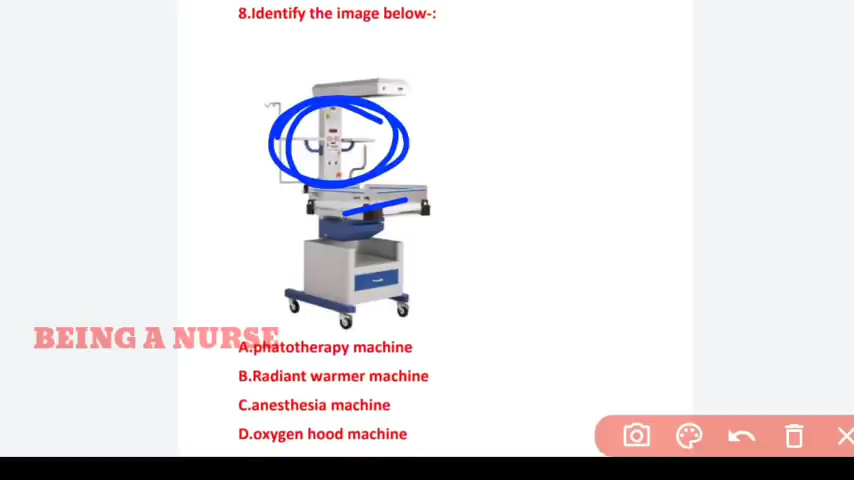 8.Identify the image below-:
BEING A NURSE
A.phatotherapy machine
B.Radiant warmer machine
C.anesthesia machine
D.oxygen hood machine